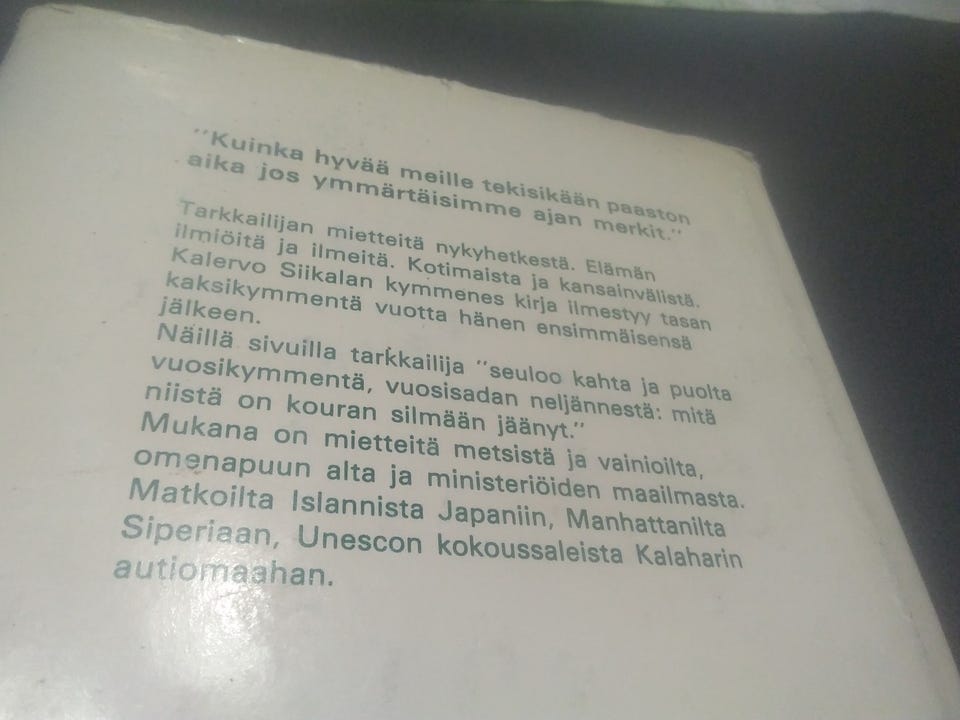 "Kuinka hyvää meille tekisikään paaston
aika jos ymmärtäisimme ajan merkit."
Tarkkailijan mietteitä nykyhetkestä. Elämän
ilmiöitä ja ilmeitä. Kotimaista ja kansainvälistä.
Kalervo Siikalan kymmenes kirja ilmestyy tasan
kaksikymmentä vuotta hänen ensimmäisensä
jälkeen.
Näillä sivuilla tarkkailija "seuloo kahta ja puolta
vuosikymmentä, vuosisadan neljännestä: mitä
niistä on kouran silmään jäänyt."
Mukana on mietteitä metsistä ja vainioilta,
omenapuun alta ja ministeriöiden maailmasta.
Matkoilta Islannista Japaniin, Manhattanilta
Siperiaan, Unescon kokoussaleista Kalaharin
autiomaahan.